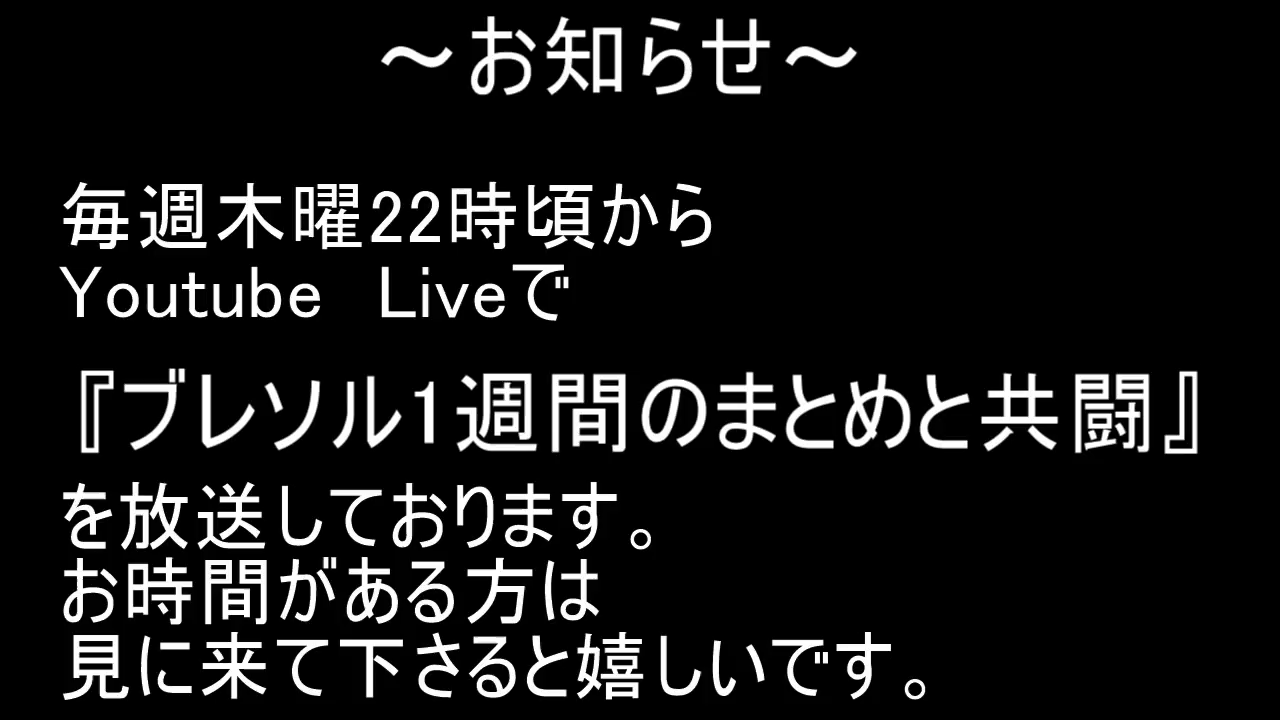 ～お知らせ～
毎週木曜22時頃から
Youtube　Liveで
『ブレソル1週間のまとめと共闘』
を放送しております。
お時間がある方は
見に来て下さると嬉しいです。